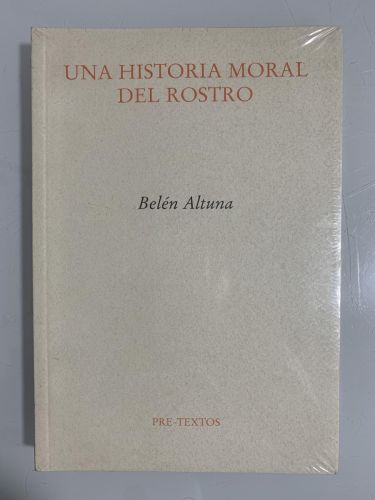 UNA HISTORIA MORAL
DEL ROSTRO
Belén Altuna
PRE-TEXTOS